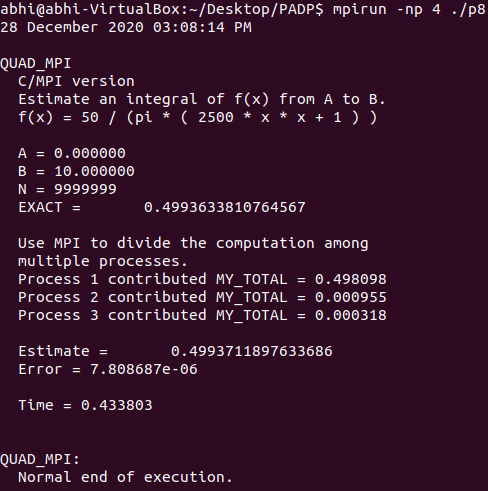 abhi@abhi-VirtualBox:~/Desktop/PADP$ mpirun -np 4 ./p8
28 December 2020 03:08:14 PM
QUAD_MPI
C/MPI version
Estimate an integral of f(x) from A to B.
f(x) = 50 / (pi * ( 2500 * x * x + 1 ) )
A = 0.000000
B = 10.000000
N = 9999999
EXACT =       0.4993633810764567
Use MPI to divide the computation among
multiple processes.
Process 1 contributed MY_TOTAL = 0.498098
Process 2 contributed MY_TOTAL = 0.000955
Process 3 contributed MY_TOTAL = 0.000318
Estimate =       0.4993711897633686
Error = 7.808687e-06
Time = 0.433803
QUAD_MPI:
Normal end of execution.